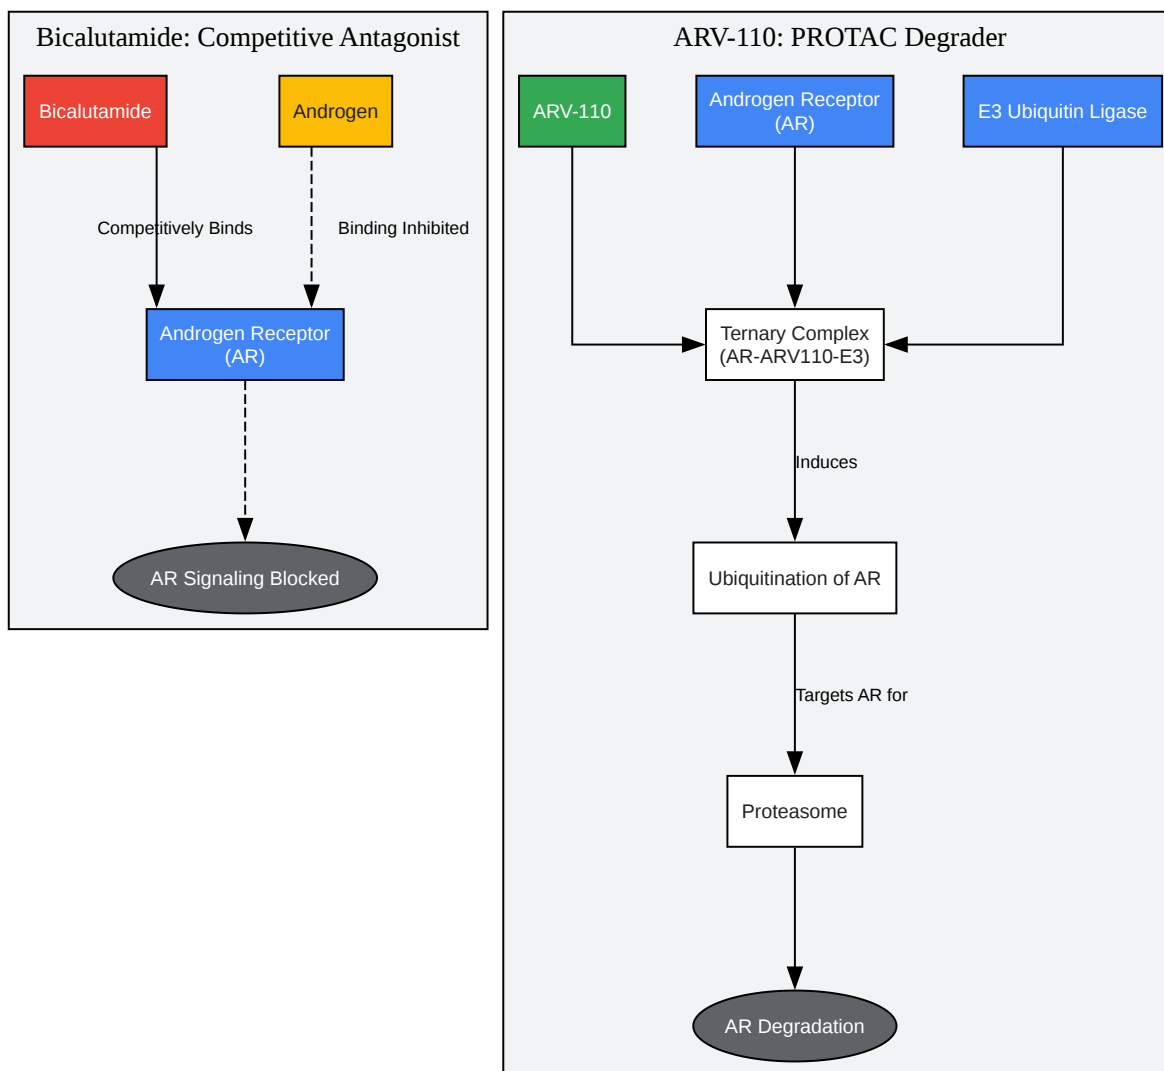 Bicalutamide: Competitive Antagonist
Bicalutamide
Androgen
Competitively Binds
Binding Inhibited
Androgen Receptor
(AR)
AR Signaling Blocked
ARV-110: PROTAC Degrader
ARV-110
Androgen Receptor
(AR)
E3 Ubiquitin Ligase
Ternary Complex
(AR-ARV110-E3)
Induces
Ubiquitination of AR
Targets AR for
Proteasome
AR Degradation